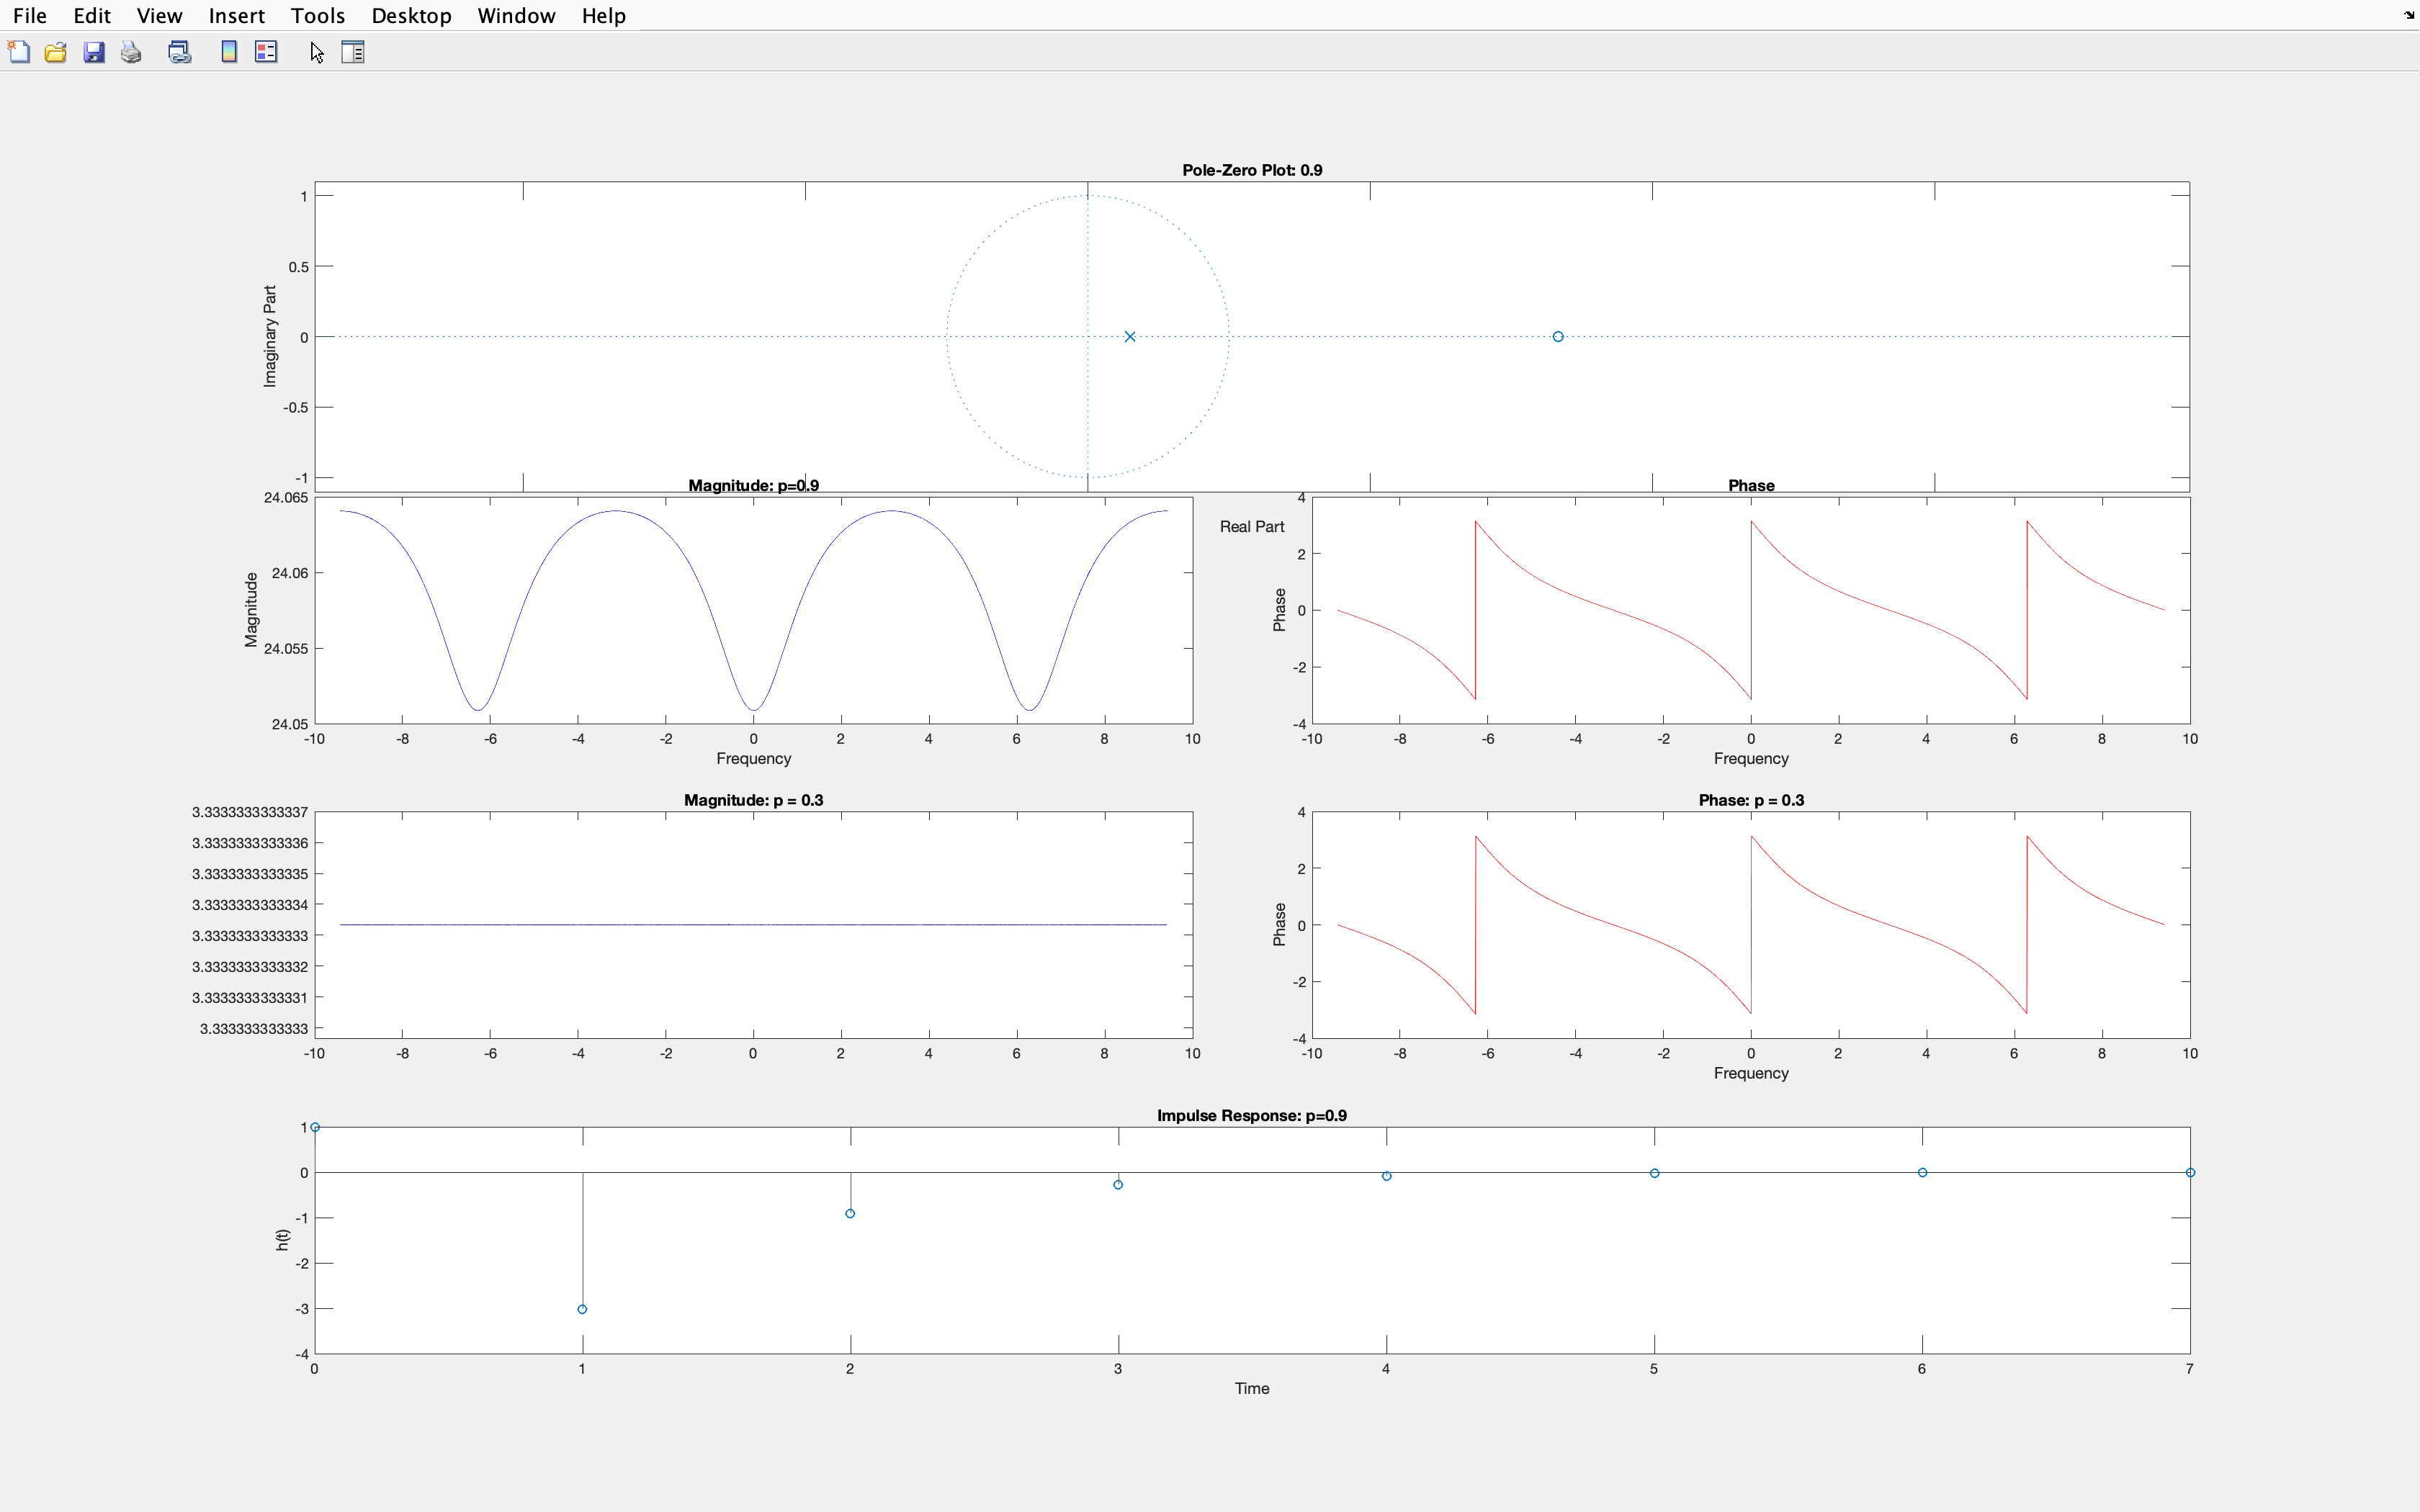 File Edit View Insert Tools Desktop Window Help
Pole-Zero Plot: 0.9
1
0.5
0
-0.5
-1
Imaginary Part
Real Part
Magnitude: p=0.9
24.065
24.06
24.055
24.05
Magnitude
-10 -8 -6 -4 -2 0 2 4 6 8 10
Frequency
Phase
4
2
0
-2
-4
Phase
-10 -8 -6 -4 -2 0 2 4 6 8 10
Frequency
Magnitude: p = 0.3
3.3333333333337
3.3333333333336
3.3333333333335
3.3333333333334
3.3333333333333
3.3333333333332
3.3333333333331
3.333333333333
-10 -8 -6 -4 -2 0 2 4 6 8 10
Phase: p = 0.3
4
2
0
-2
-4
Phase
-10 -8 -6 -4 -2 0 2 4 6 8 10
Frequency
Impulse Response: p=0.9
1
0
-1
-2
-3
-4
h(t)
0 1 2 3 4 5 6 7
Time